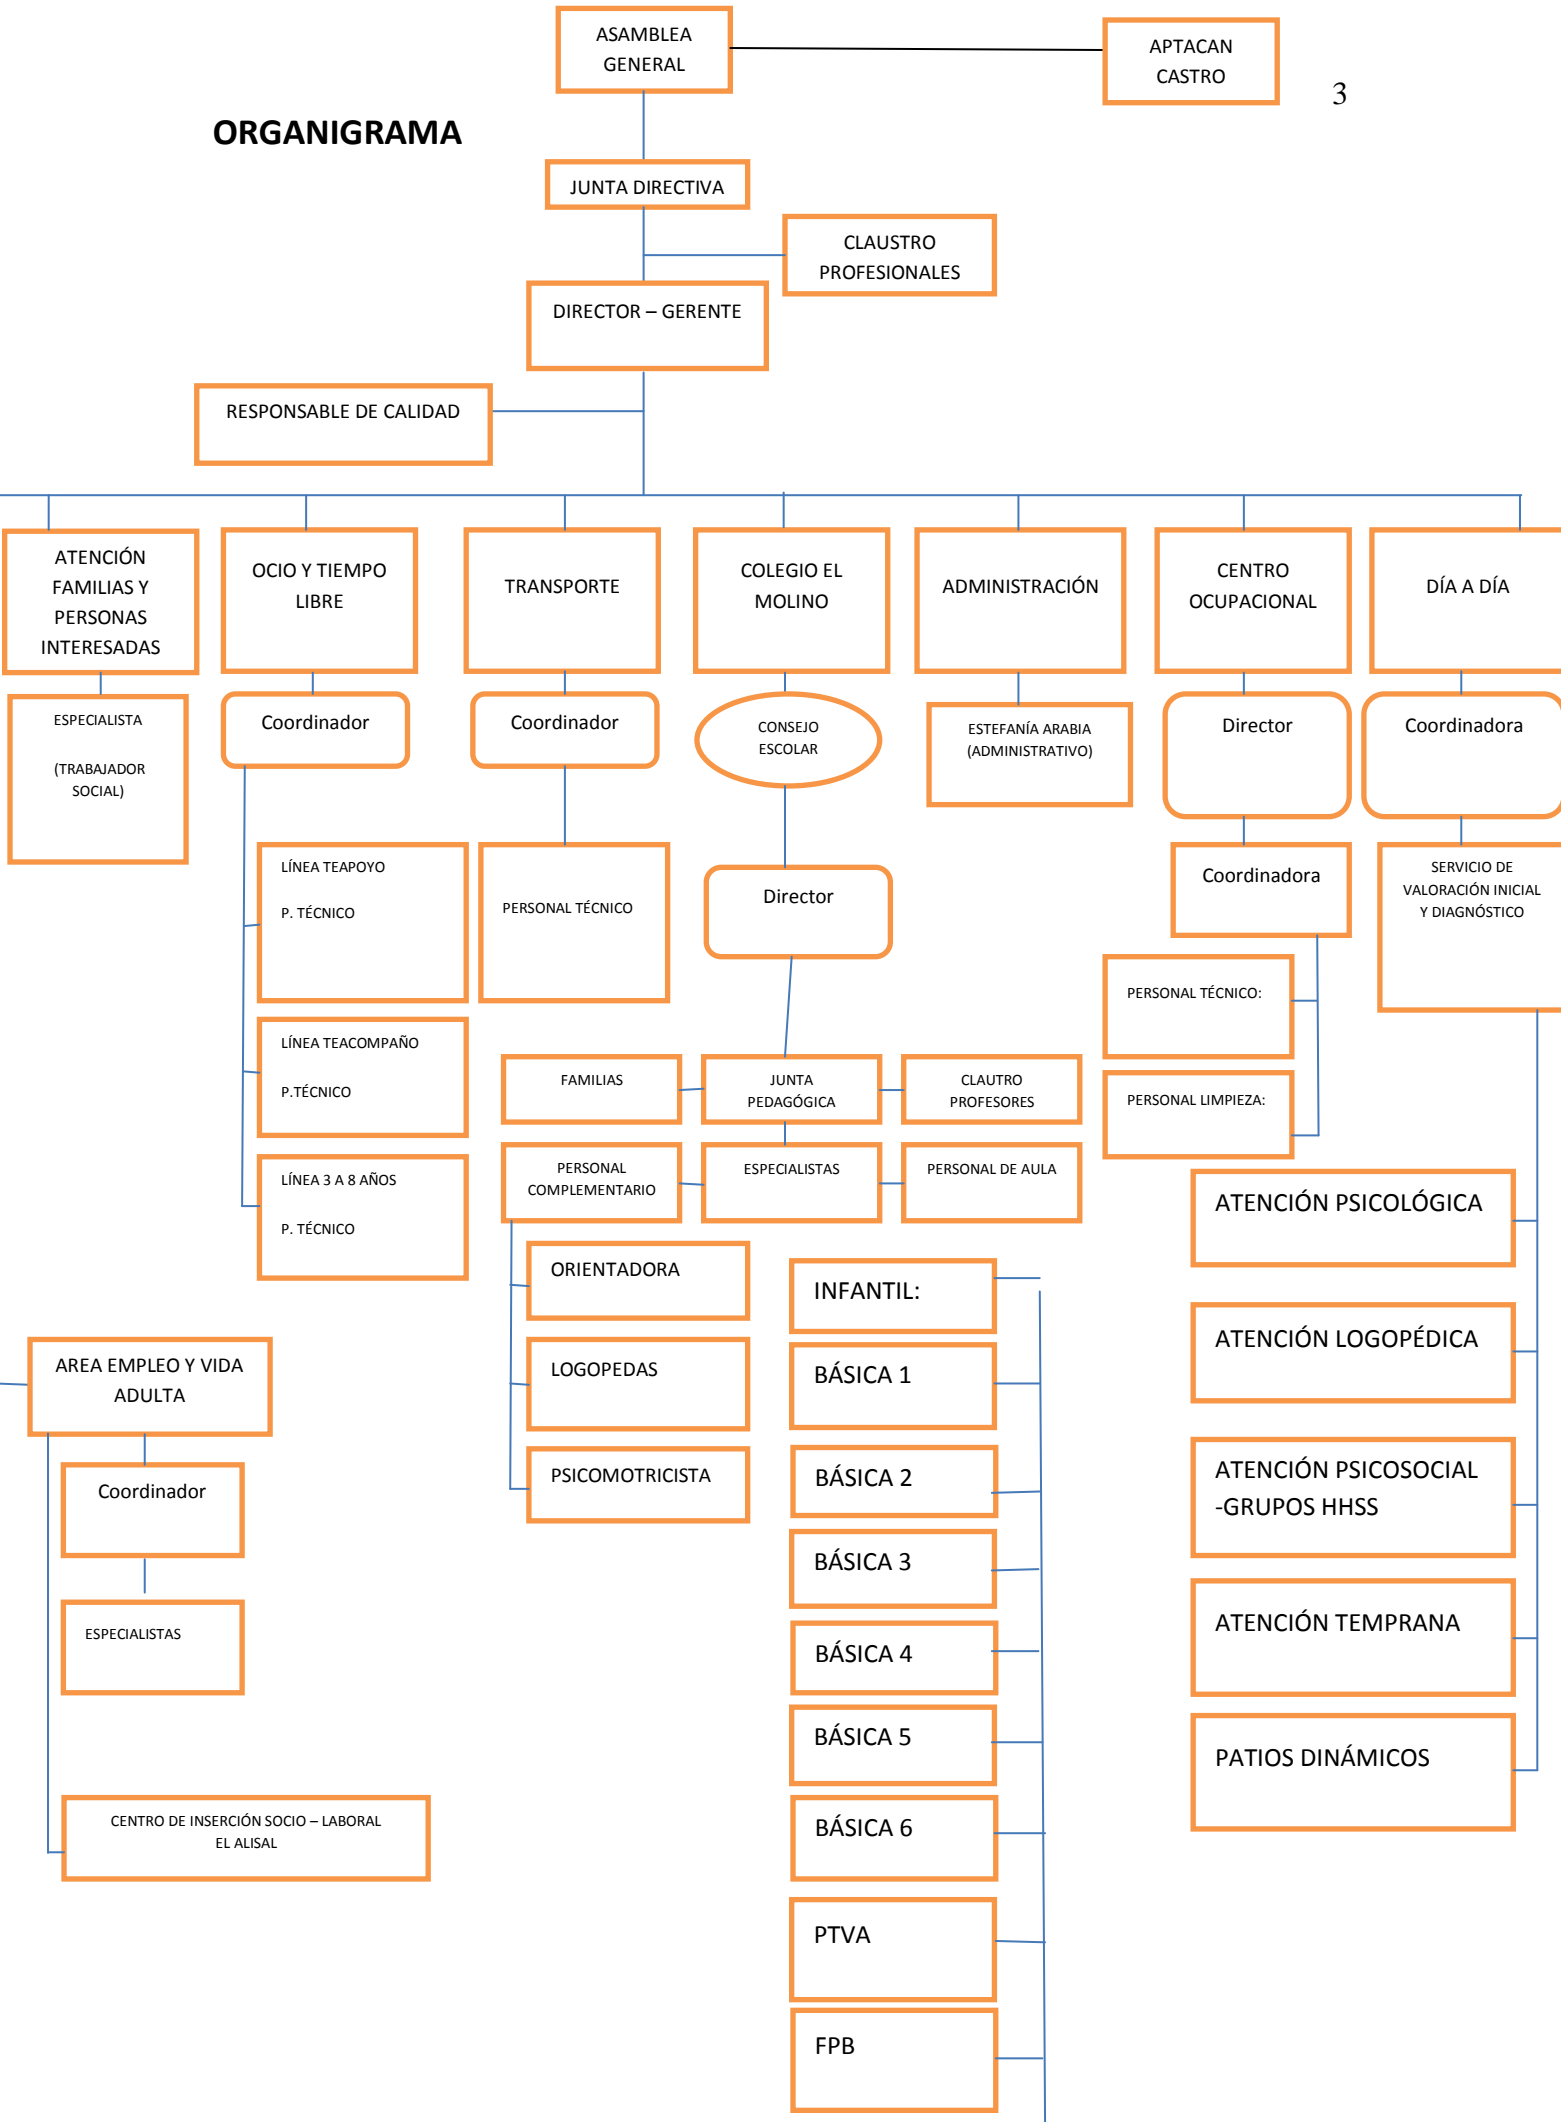 ASAMBLEA
GENERAL
APTACAN
CASTRO
3
ORGANIGRAMA
JUNTA DIRECTIVA
CLAUSTRO
PROFESIONALES
DIRECTOR – GERENTE
RESPONSABLE DE CALIDAD
ATENCIÓN
FAMILIAS Y
PERSONAS
INTERESADAS
OCIO Y TIEMPO
LIBRE
TRANSPORTE
COLEGIO EL
MOLINO
ADMINISTRACIÓN
CENTRO
OCUPACIONAL
DÍA A DÍA
ESPECIALISTA
(TRABAJADOR
SOCIAL)
Coordinador
Coordinador
CONSEJO
ESCOLAR
ESTEFANÍA ARABIA
(ADMINISTRATIVO)
Director
Coordinadora
LÍNEA TEAPOYO
P. TÉCNICO
PERSONAL TÉCNICO
Director
Coordinadora
SERVICIO DE
VALORACIÓN INICIAL
Y DIAGNÓSTICO
PERSONAL TÉCNICO:
LÍNEA TEACOMPAÑO
P.TÉCNICO
FAMILIAS
JUNTA
PEDAGÓGICA
CLAUTRO
PROFESORES
PERSONAL LIMPIEZA:
LÍNEA 3 A 8 AÑOS
P. TÉCNICO
PERSONAL
COMPLEMENTARIO
ESPECIALISTAS
PERSONAL DE AULA
ATENCIÓN PSICOLÓGICA
ORIENTADORA
INFANTIL:
ATENCIÓN LOGOPÉDICA
AREA EMPLEO Y VIDA
ADULTA
LOGOPEDAS
BÁSICA 1
Coordinador
PSICOMOTRICISTA
BÁSICA 2
ATENCIÓN PSICOSOCIAL
-GRUPOS HHSS
BÁSICA 3
ESPECIALISTAS
BÁSICA 4
ATENCIÓN TEMPRANA
BÁSICA 5
PATIOS DINÁMICOS
CENTRO DE INSERCIÓN SOCIO – LABORAL
EL ALISAL
BÁSICA 6
PTVA
FPB